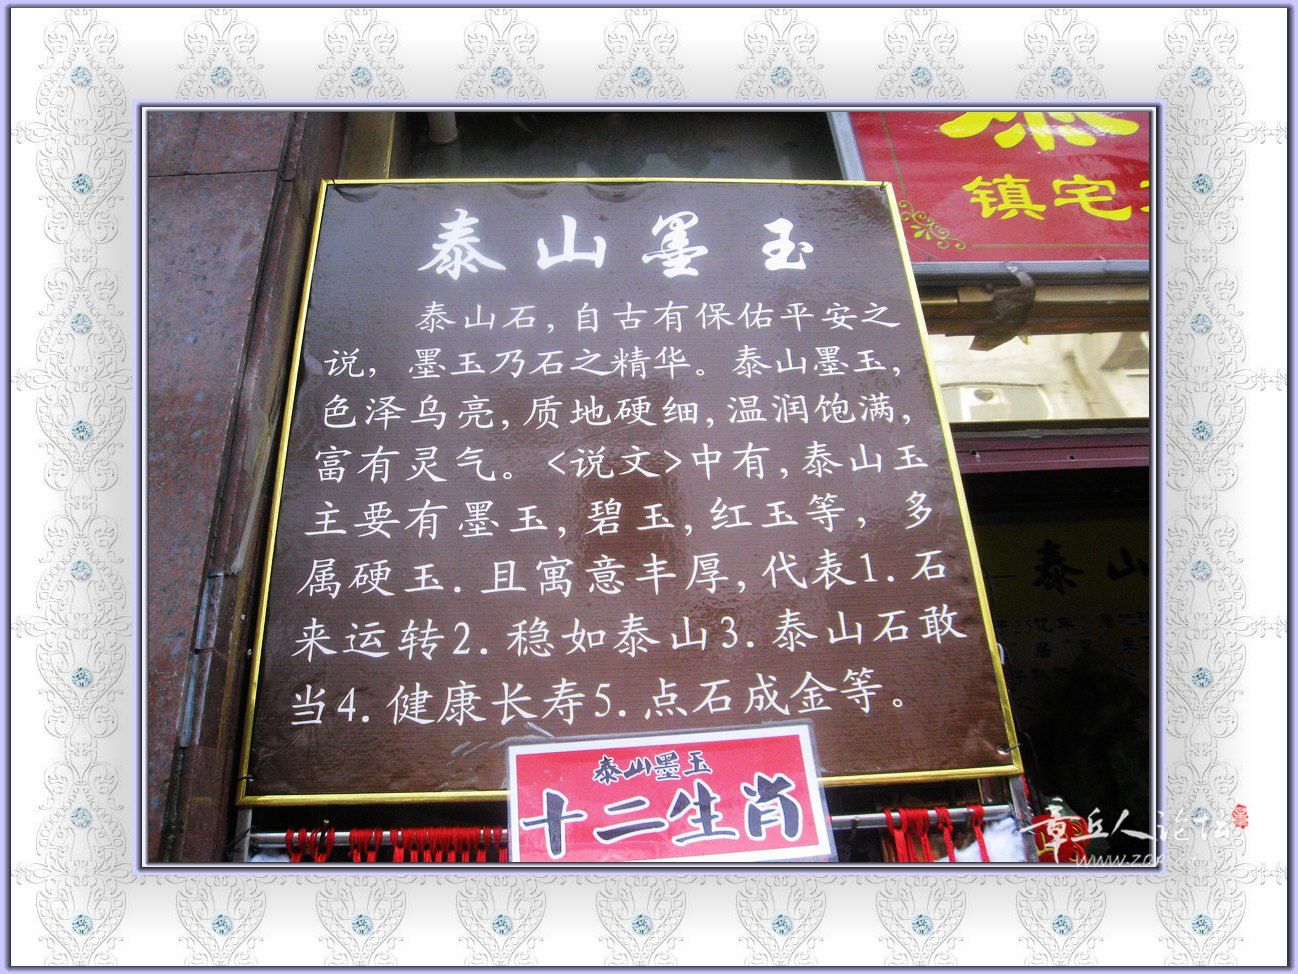 泰山墨玉
泰山石,自古有保佑平安之
说,墨玉乃石之精华。泰山墨玉,
色泽乌亮,质地硬细,温润饱满,
富有灵气。<说文>中有,泰山玉
主要有墨玉,碧玉,红玉等,多
属硬玉.且寓意丰厚,代表1.石
来运转2.稳如泰山3.泰山石敢
当4.健康长寿5.点石成金等。
泰山墨玉
十二生肖
镇宅
泰山
章丘人论坛